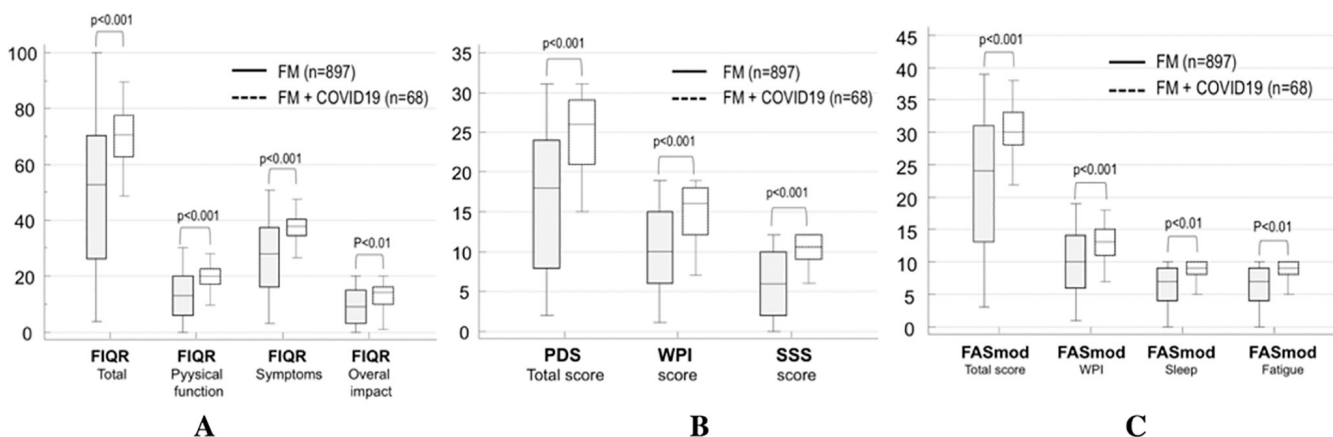 p<0.001
100
80
60
40
20
0
FM (n=897)
FM + COVID19 (n=68)
p<0.001
p<0.001
P<0.01
FIQR
Total
FIQR
Pyysical
function
FIQR
Symptoms
FIQR
Overal
impact
A
35
30
25
20
15
10
5
0
p<0.001
FM (n=897)
FM + COVID19 (n=68)
p<0.001
p<0.001
PDS
Total score
WPI
score
SSS
score
B
45
40
35
30
25
20
15
10
5
0
p<0.001
FM (n=897)
FM + COVID19 (n=68)
p<0.001
p<0.01
P<0.01
FASmod
Total score
FASmod
WPI
FASmod
Sleep
FASmod
Fatigue
C